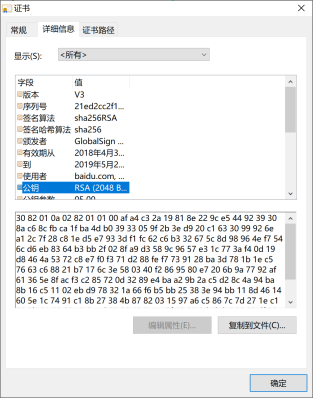 证书
常规 详细信息 证书路径
显示(S): <所有>
字段 值
版本 V3
序列号 21ed2cc2f1...
签名算法 sha256RSA
签名哈希算法 sha256
颁发者 GlobalSign ...
有效期从 2018年4月3...
到 2019年5月2...
使用者 baidu.com, ...
公钥 RSA (2048 B...
公钥参数 05 00
30 82 01 0a 02 82 01 01 00 af a4 c3 2a 19 81 8e 22 9c e5 44 92 39 30
8a c6 8c fb ca 1f ba 4d b0 39 33 05 9f 2b 3e d9 20 c1 63 30 99 92 6e
a1 2c 7f 28 c8 1e d5 e7 93 3d f1 fc 62 c6 b3 32 67 5c 8d 98 96 4e f7 54
6c d6 eb 83 64 b3 bf 02 2f 8f a9 d3 58 9c 96 57 e3 1c 77 3a f4 0d 19
d8 46 4a 53 72 c8 e7 f0 f3 71 d2 88 fe f7 73 91 28 ba 3d 78 1b 1e c5
76 63 c6 88 21 b7 17 6c 3e 58 03 40 f2 86 95 80 e7 20 6b 9a 77 92 af
61 36 5e 8f ac f3 c2 85 72 0d 32 89 e4 ba a2 9b 2a c5 d2 8c 4a 94 ba
8b 16 c5 11 02 eb d9 78 32 1a 66 f6 b5 bb 25 38 3e 94 bb 11 8d 46 14
60 5e 1c 74 91 c1 8b 27 38 4b 87 82 03 15 97 a6 c5 86 7c 7d 27 1e c1
编辑属性(E)... 复制到文件(C)...
确定